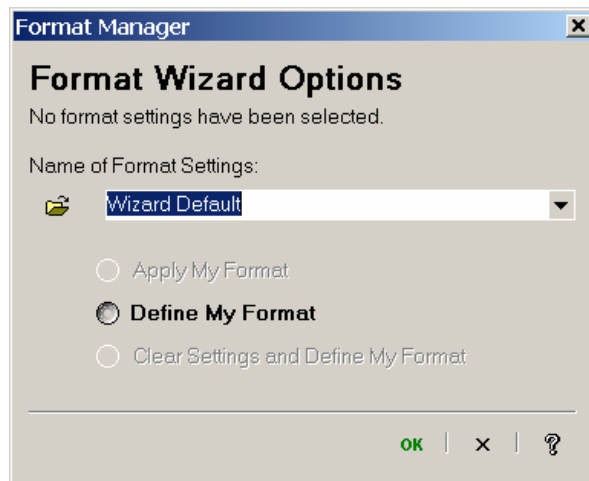 Format Manager
Format Wizard Options
No format settings have been selected.
Name of Format Settings:
Wizard Default
Apply My Format
Define My Format
Clear Settings and Define My Format
OK